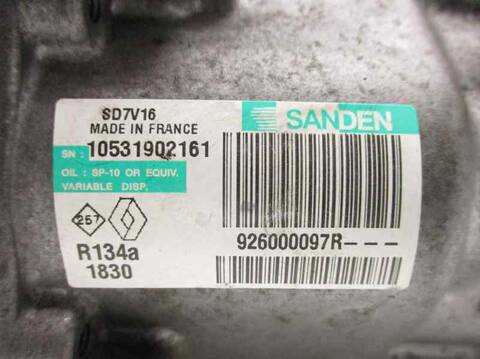 SD7V16
MADE IN FRANCE
SN: 10531902161
OIL : SP-10 OR EQUIV.
VARIABLE DISP.
257
R134a
1830
SANDEN
926000097R---